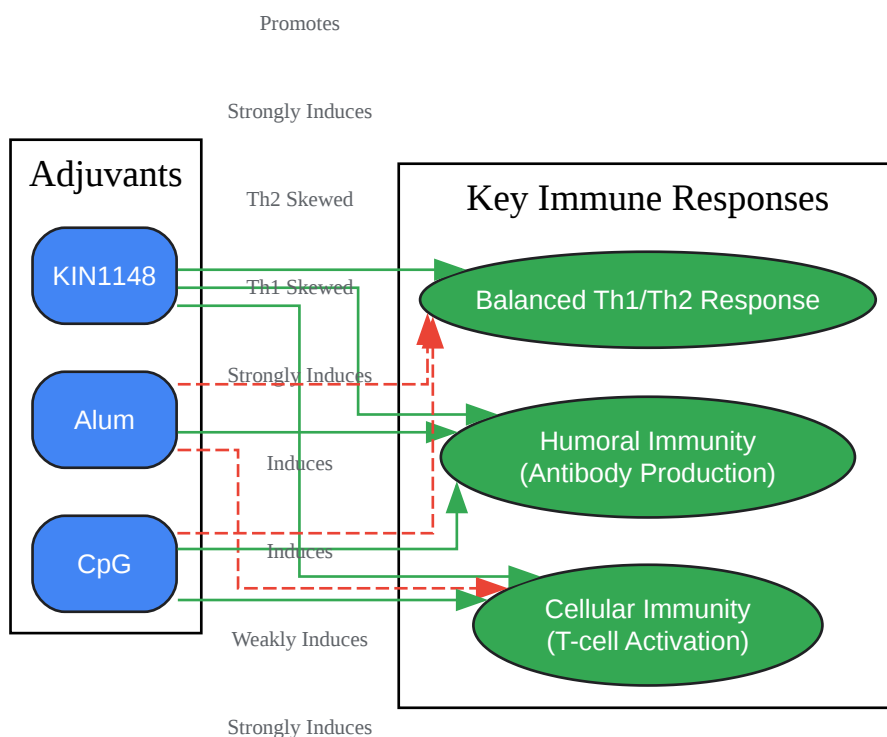 Promotes
Strongly Induces
Adjuvants
Th2 Skewed
Key Immune Responses
KIN1148
Th1 Skewed
Balanced Th1/Th2 Response
Strongly Induces
Alum
Humoral Immunity
(Antibody Production)
Induces
Induces
CpG
Cellular Immunity
(T-cell Activation)
Weakly Induces
Strongly Induces